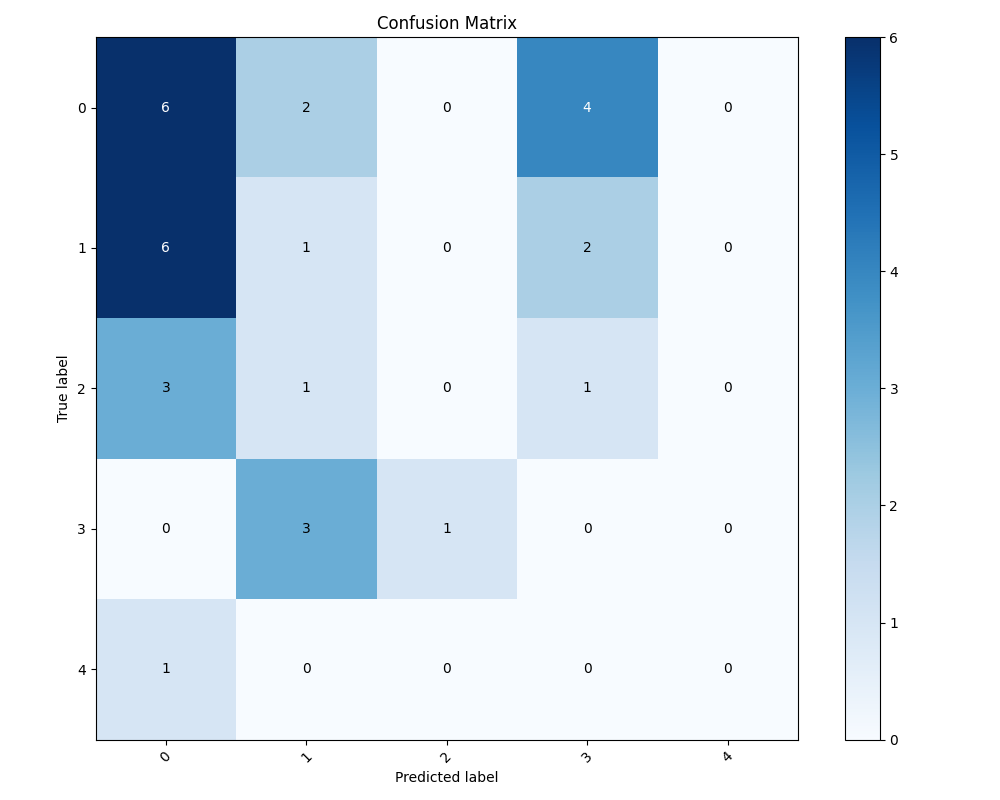 Confusion Matrix
True label
0 6 2 0 4 0
1 6 1 0 2 0
2 3 1 0 1 0
3 0 3 1 0 0
4 1 0 0 0 0
0 1 2 3 4
Predicted label
6
5
4
3
2
1
0